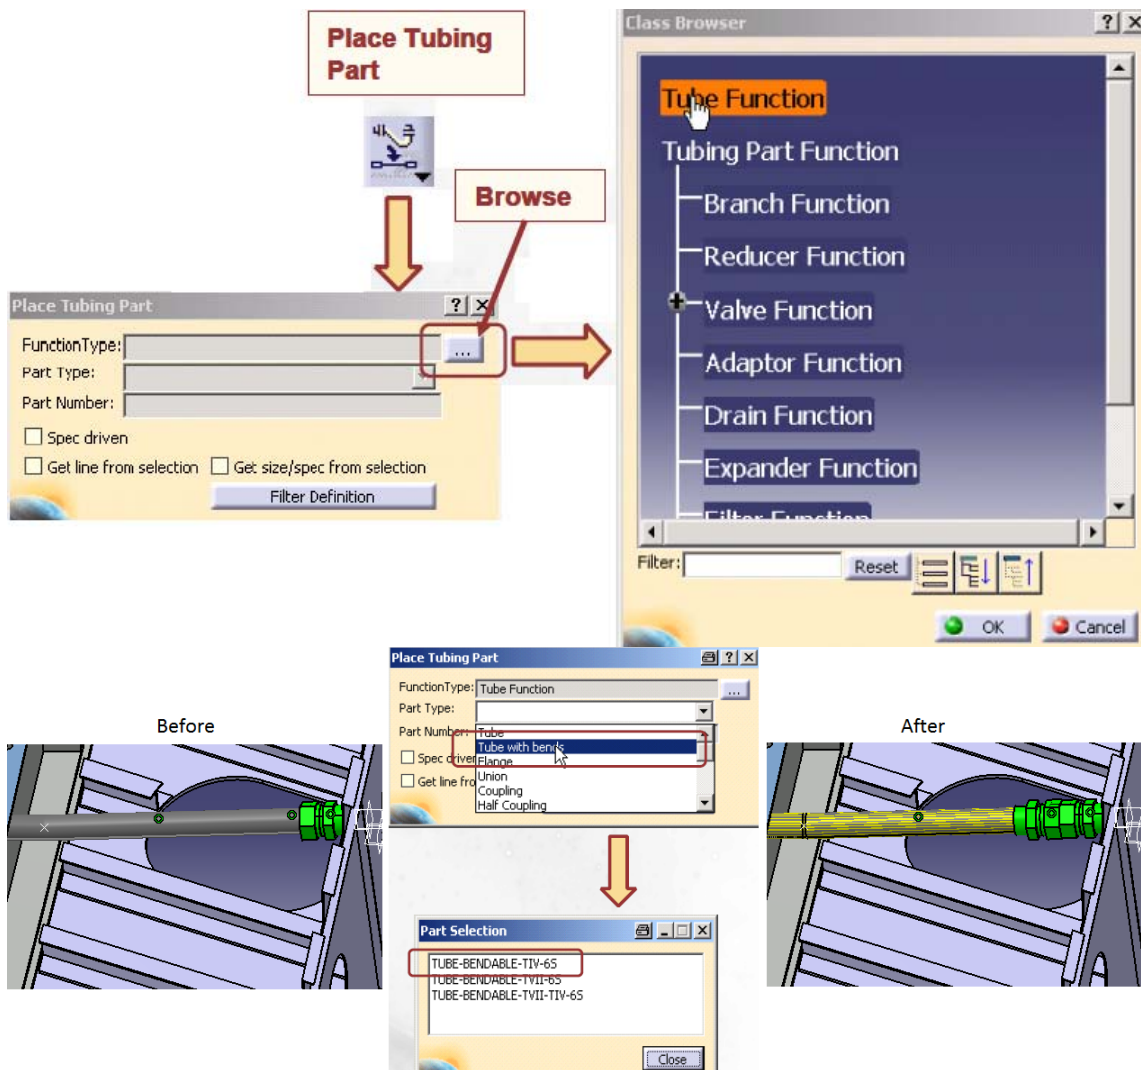 Place Tubing
Part
Browse
Place Tubing Part
FunctionType:
...
Part Type:
Part Number:
Spec driven
Get line from selection
Get size/spec from selection
Filter Definition
Class Browser
Tube Function
Tubing Part Function
Branch Function
Reducer Function
Valve Function
Adaptor Function
Drain Function
Expander Function
Filter Function
Filter:
Reset
OK
Cancel
Before
Place Tubing Part
FunctionType: Tube Function
...
Part Type:
Part Number:
Tube
Tube with bends
Flange
Union
Coupling
Half Coupling
Spec driven
Get line fro
Part Selection
TUBE-BENDABLE-TIV-6S
TUBE-BENDABLE-TVII-6S
TUBE-BENDABLE-TVII-TIV-6S
Close
After